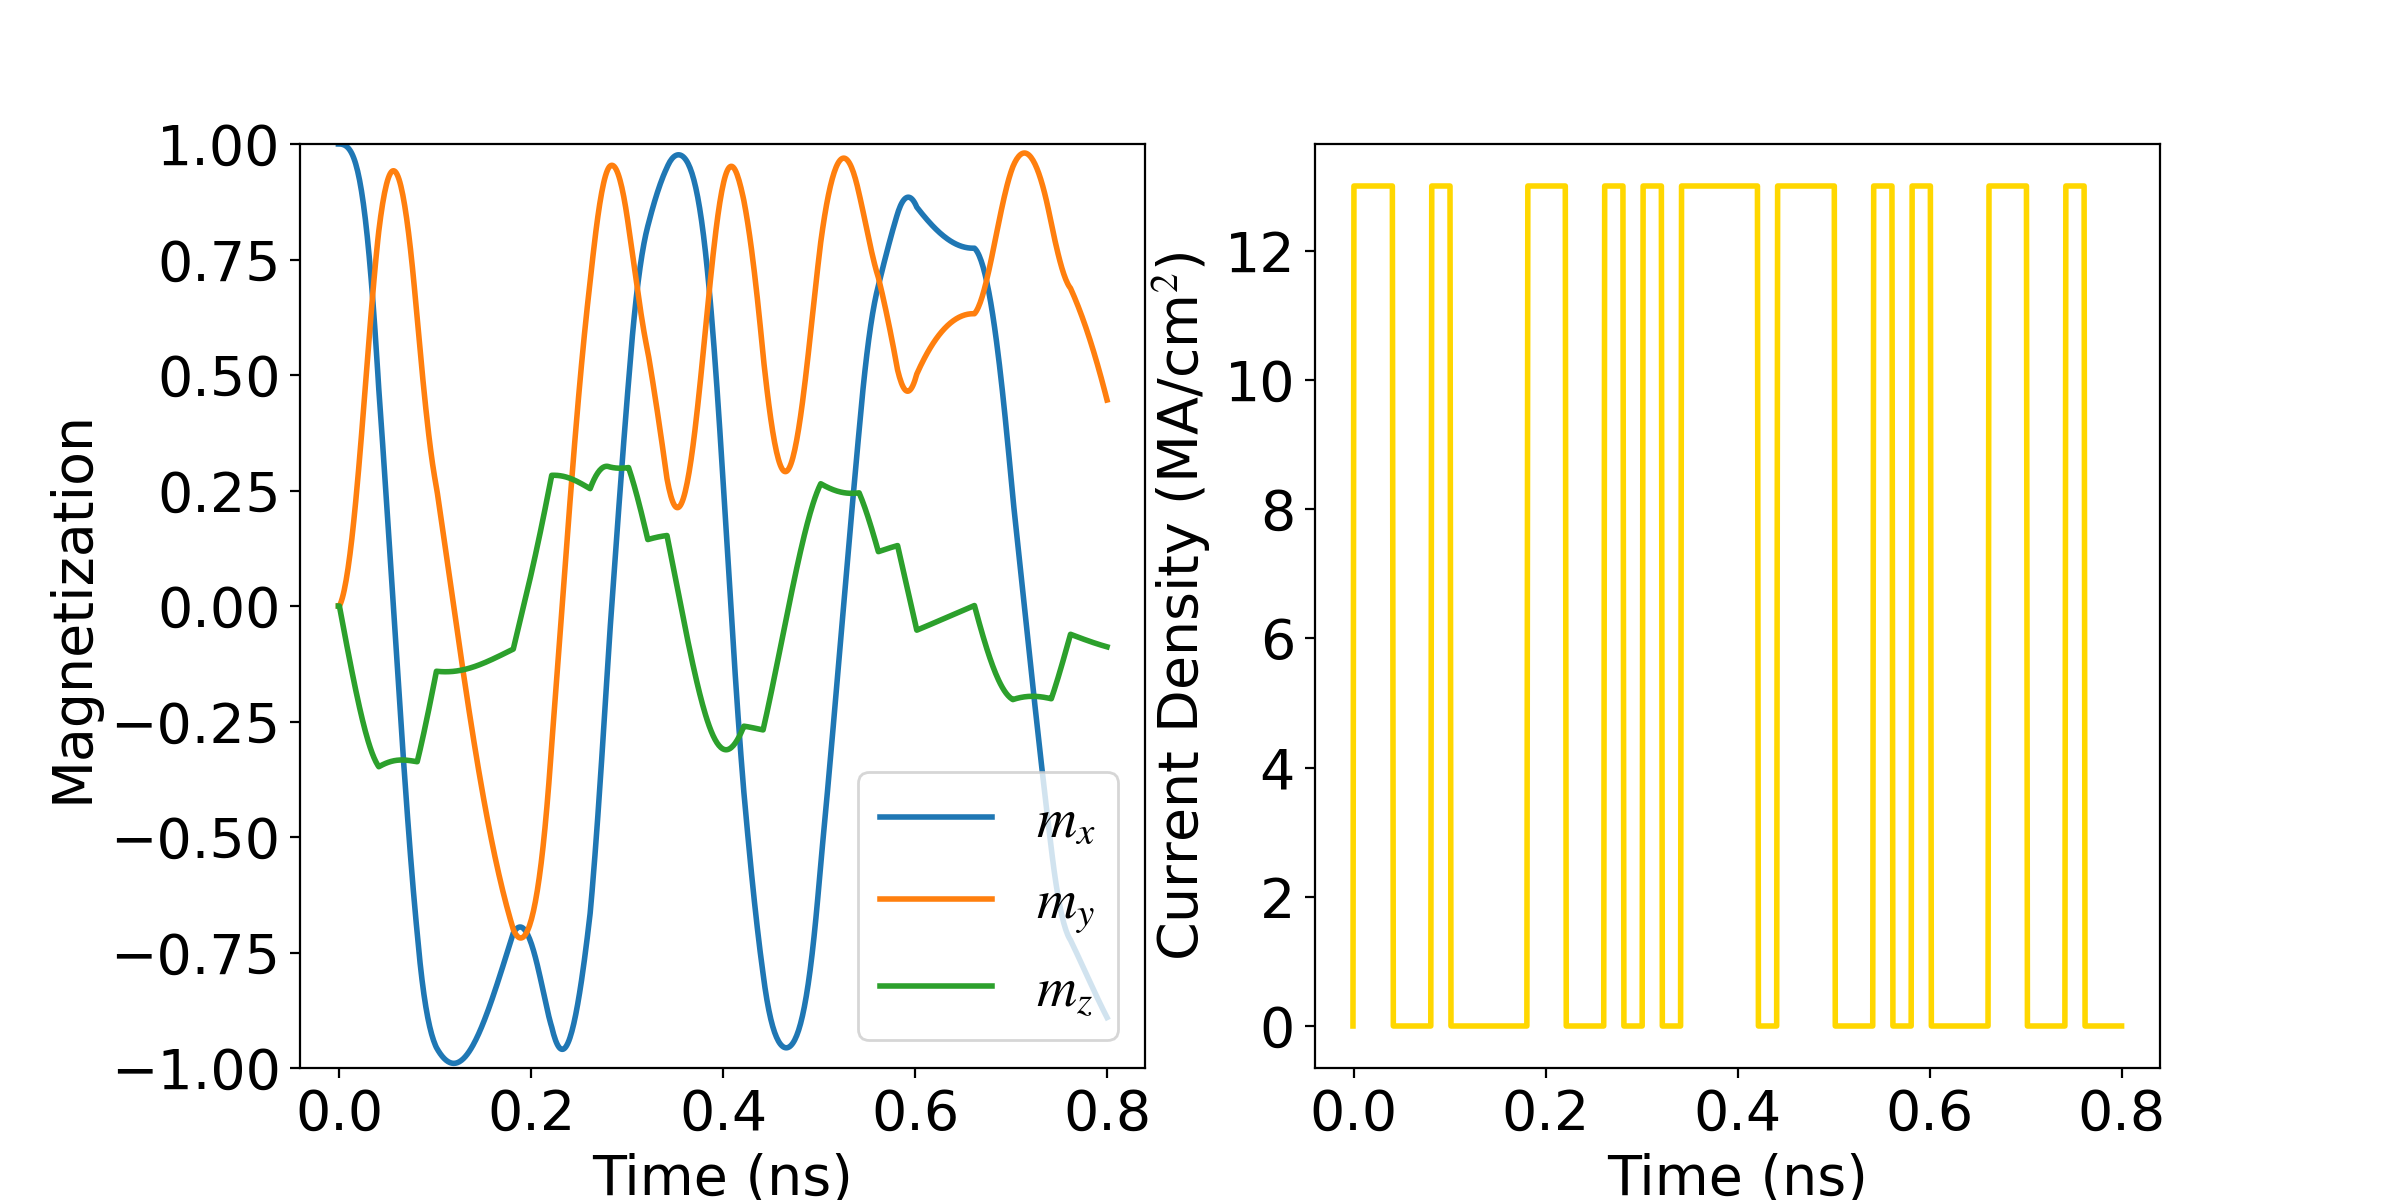 Magnetization
1.00
0.75
0.50
0.25
0.00
−0.25
−0.50
−0.75
−1.00
0.0 0.2 0.4 0.6 0.8
Time (ns)
m_x
m_y
m_z
Current Density (MA/cm²)
12
10
8
6
4
2
0
0.0 0.2 0.4 0.6 0.8
Time (ns)